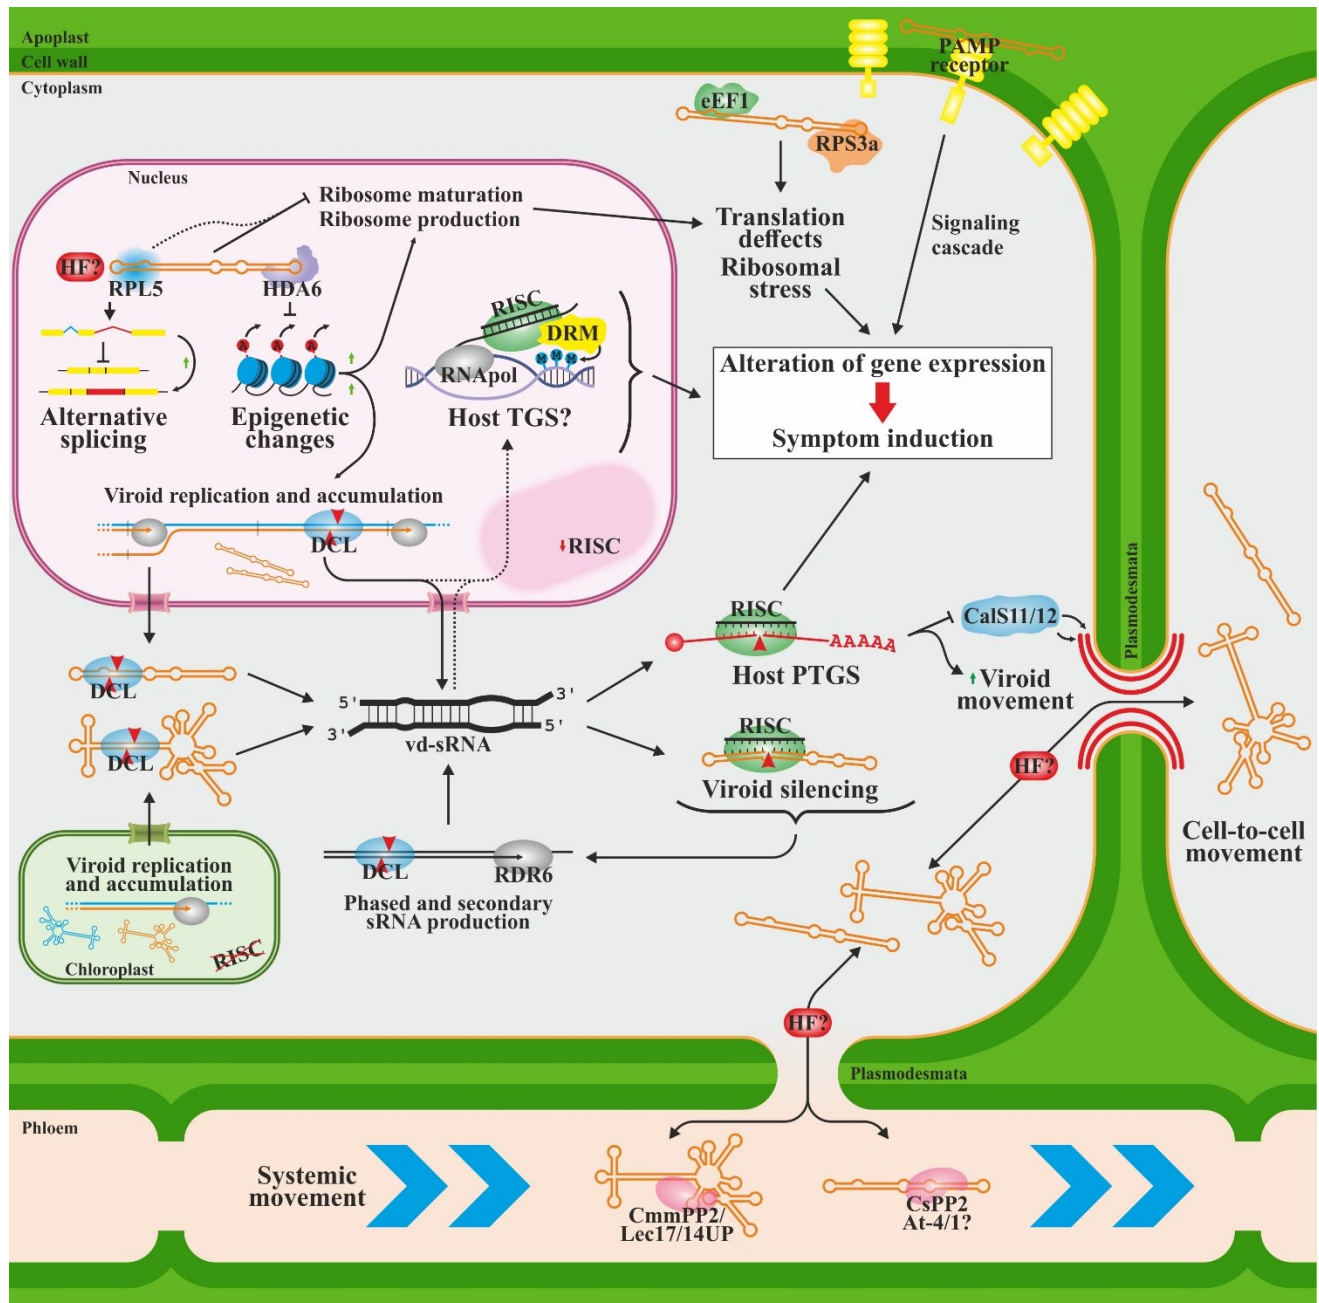 Apoplast
Cell wall
Cytoplasm
PAMP
receptor
eEF1
RPS3a
Nucleus
Ribosome maturation
Ribosome production
Translation
deffects
Ribosomal
stress
Signaling
cascade
HF?
RPL5
HDA6
A A A
RISC
DRM
M M M
RNApol
Alternative
splicing
Epigenetic
changes
Host TGS?
Alteration of gene expression
Symptom induction
Viroid replication and accumulation
DCL
RISC
Plasmodesmata
RISC
AAAAA
CalS11/12
Host PTGS
Viroid
movement
DCL
5' 3'
3' 5'
vd-sRNA
DCL
RISC
Viroid silencing
HF?
Cell-to-cell
movement
Viroid replication
and accumulation
Chloroplast
RISC
DCL
RDR6
Phased and secondary
sRNA production
HF?
Plasmodesmata
Phloem
Systemic
movement
CmmPP2/
Lec17/14UP
CsPP2
At-4/1?